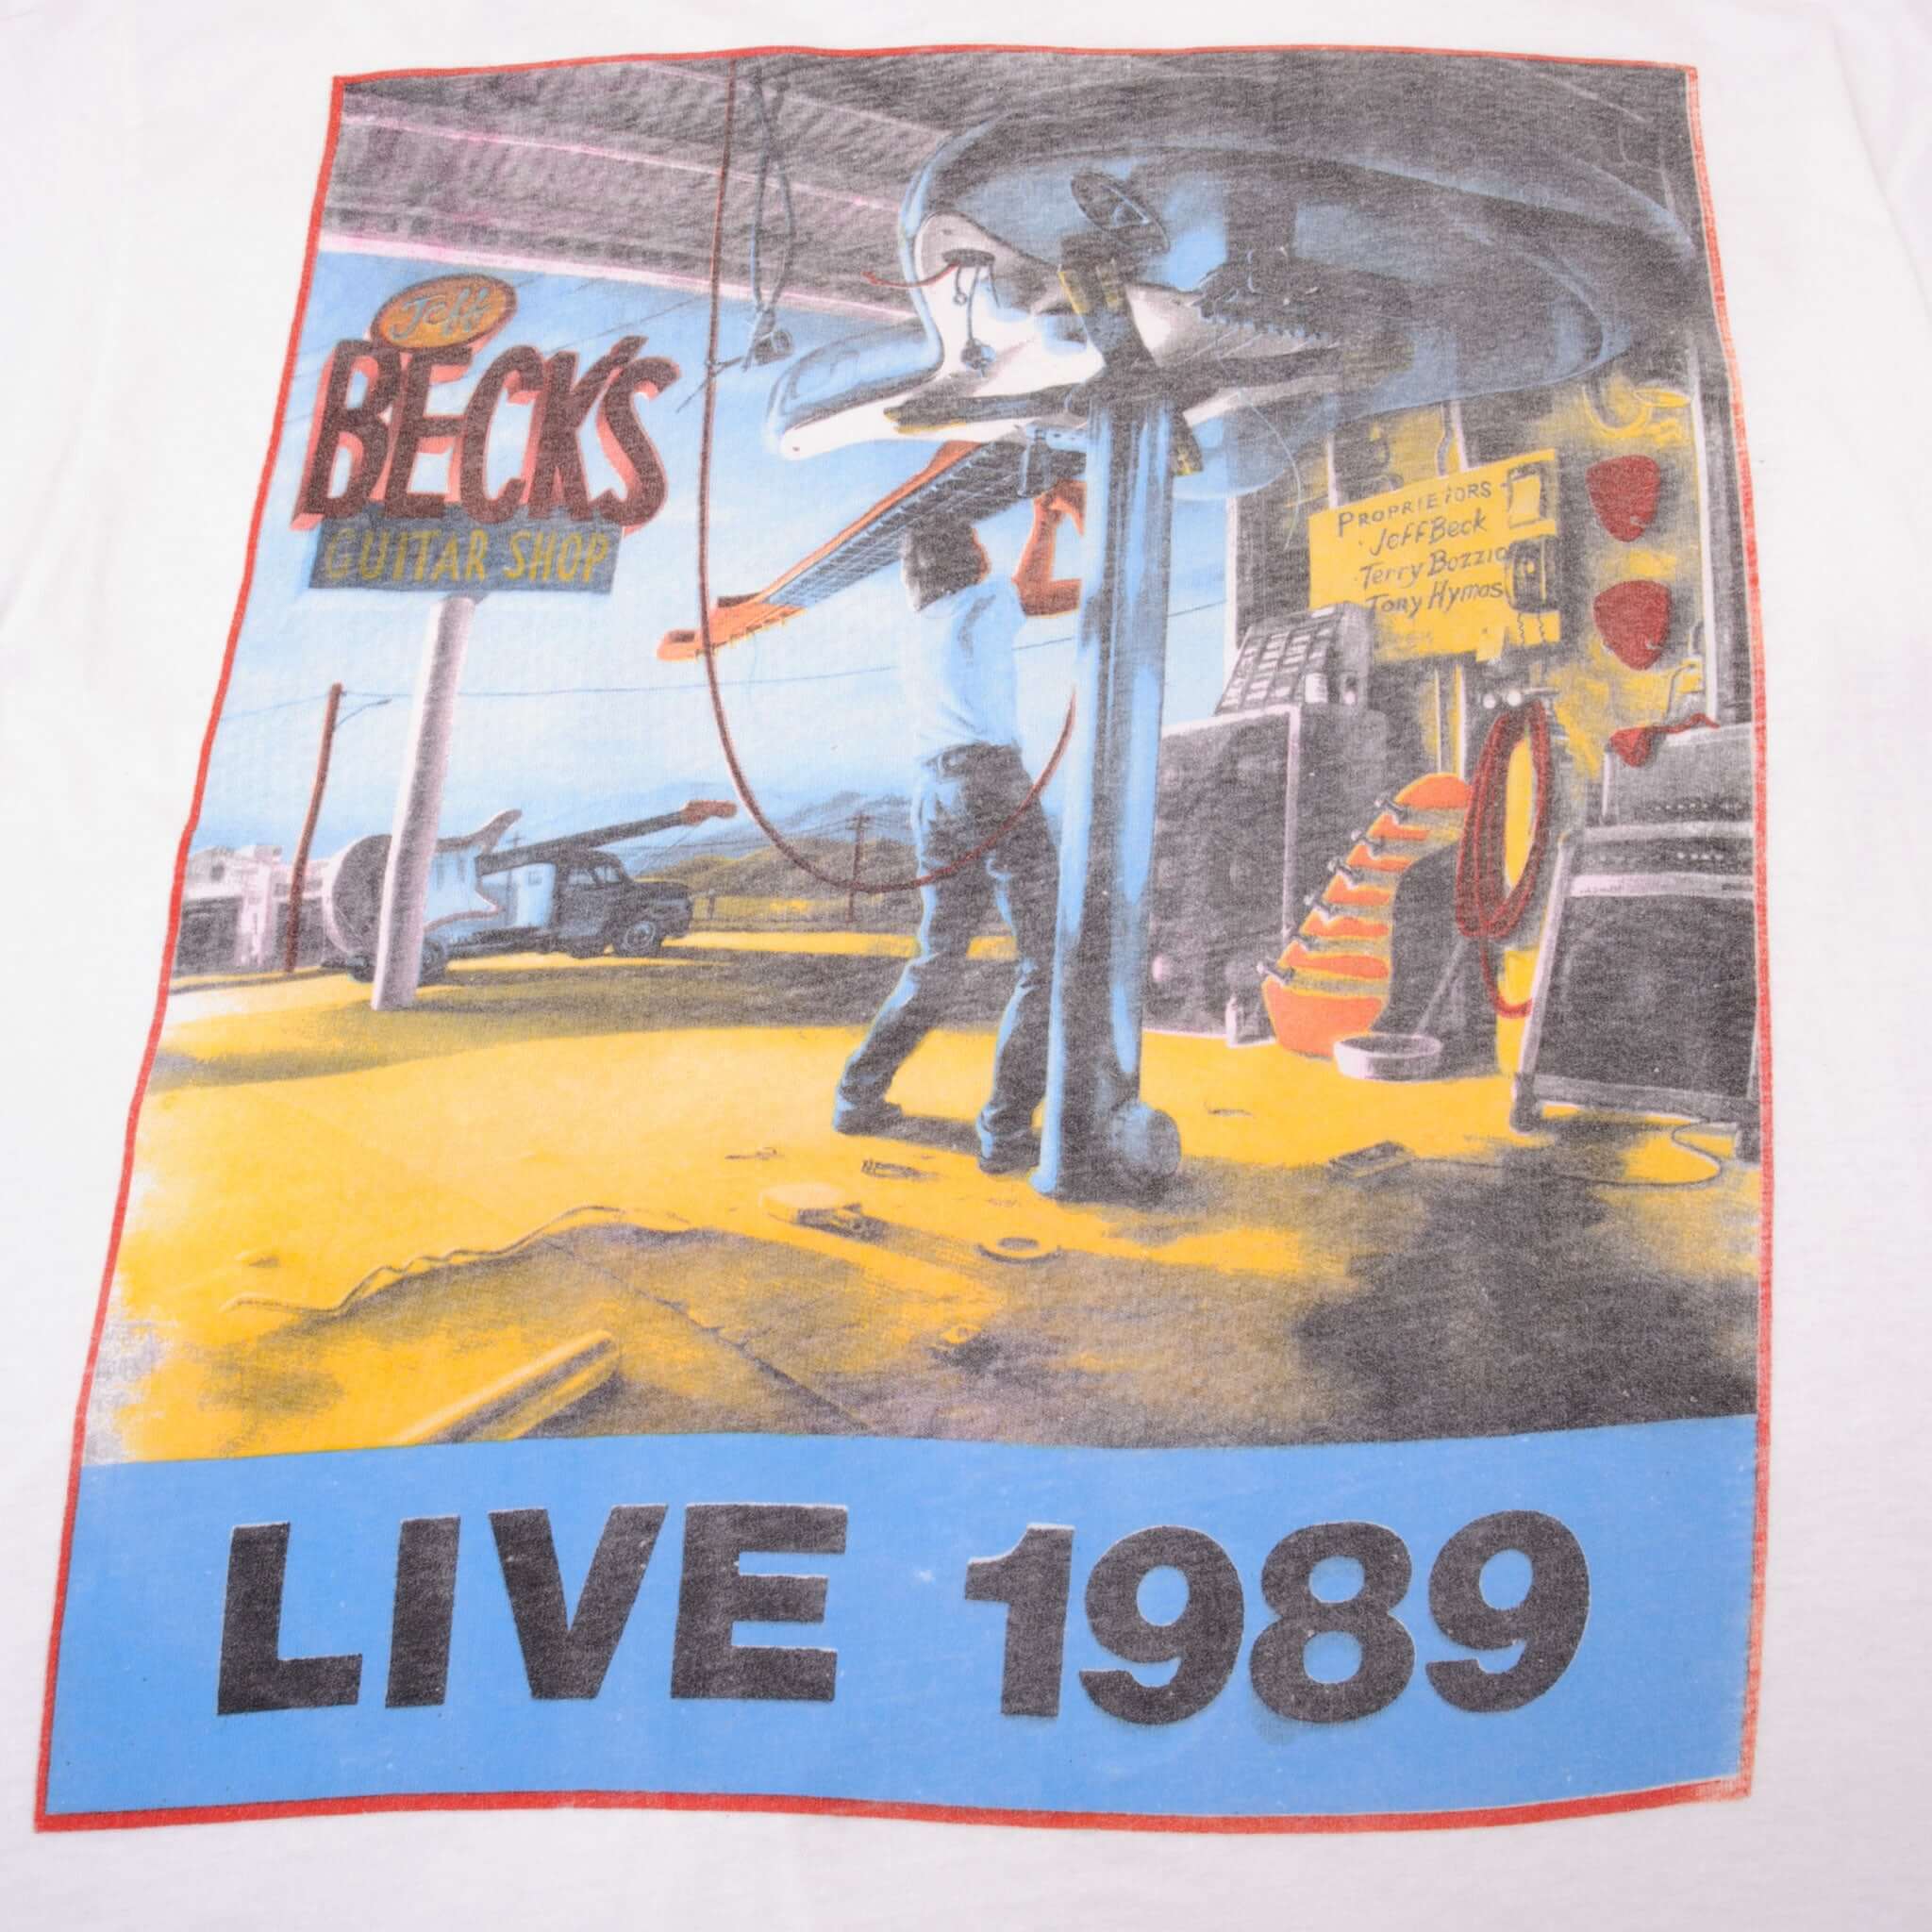 Jeff
BECK'S
GUITAR SHOP
PROPRIETORS
Jeff Beck
Terry Bozzio
Tony Hymas
LIVE 1989